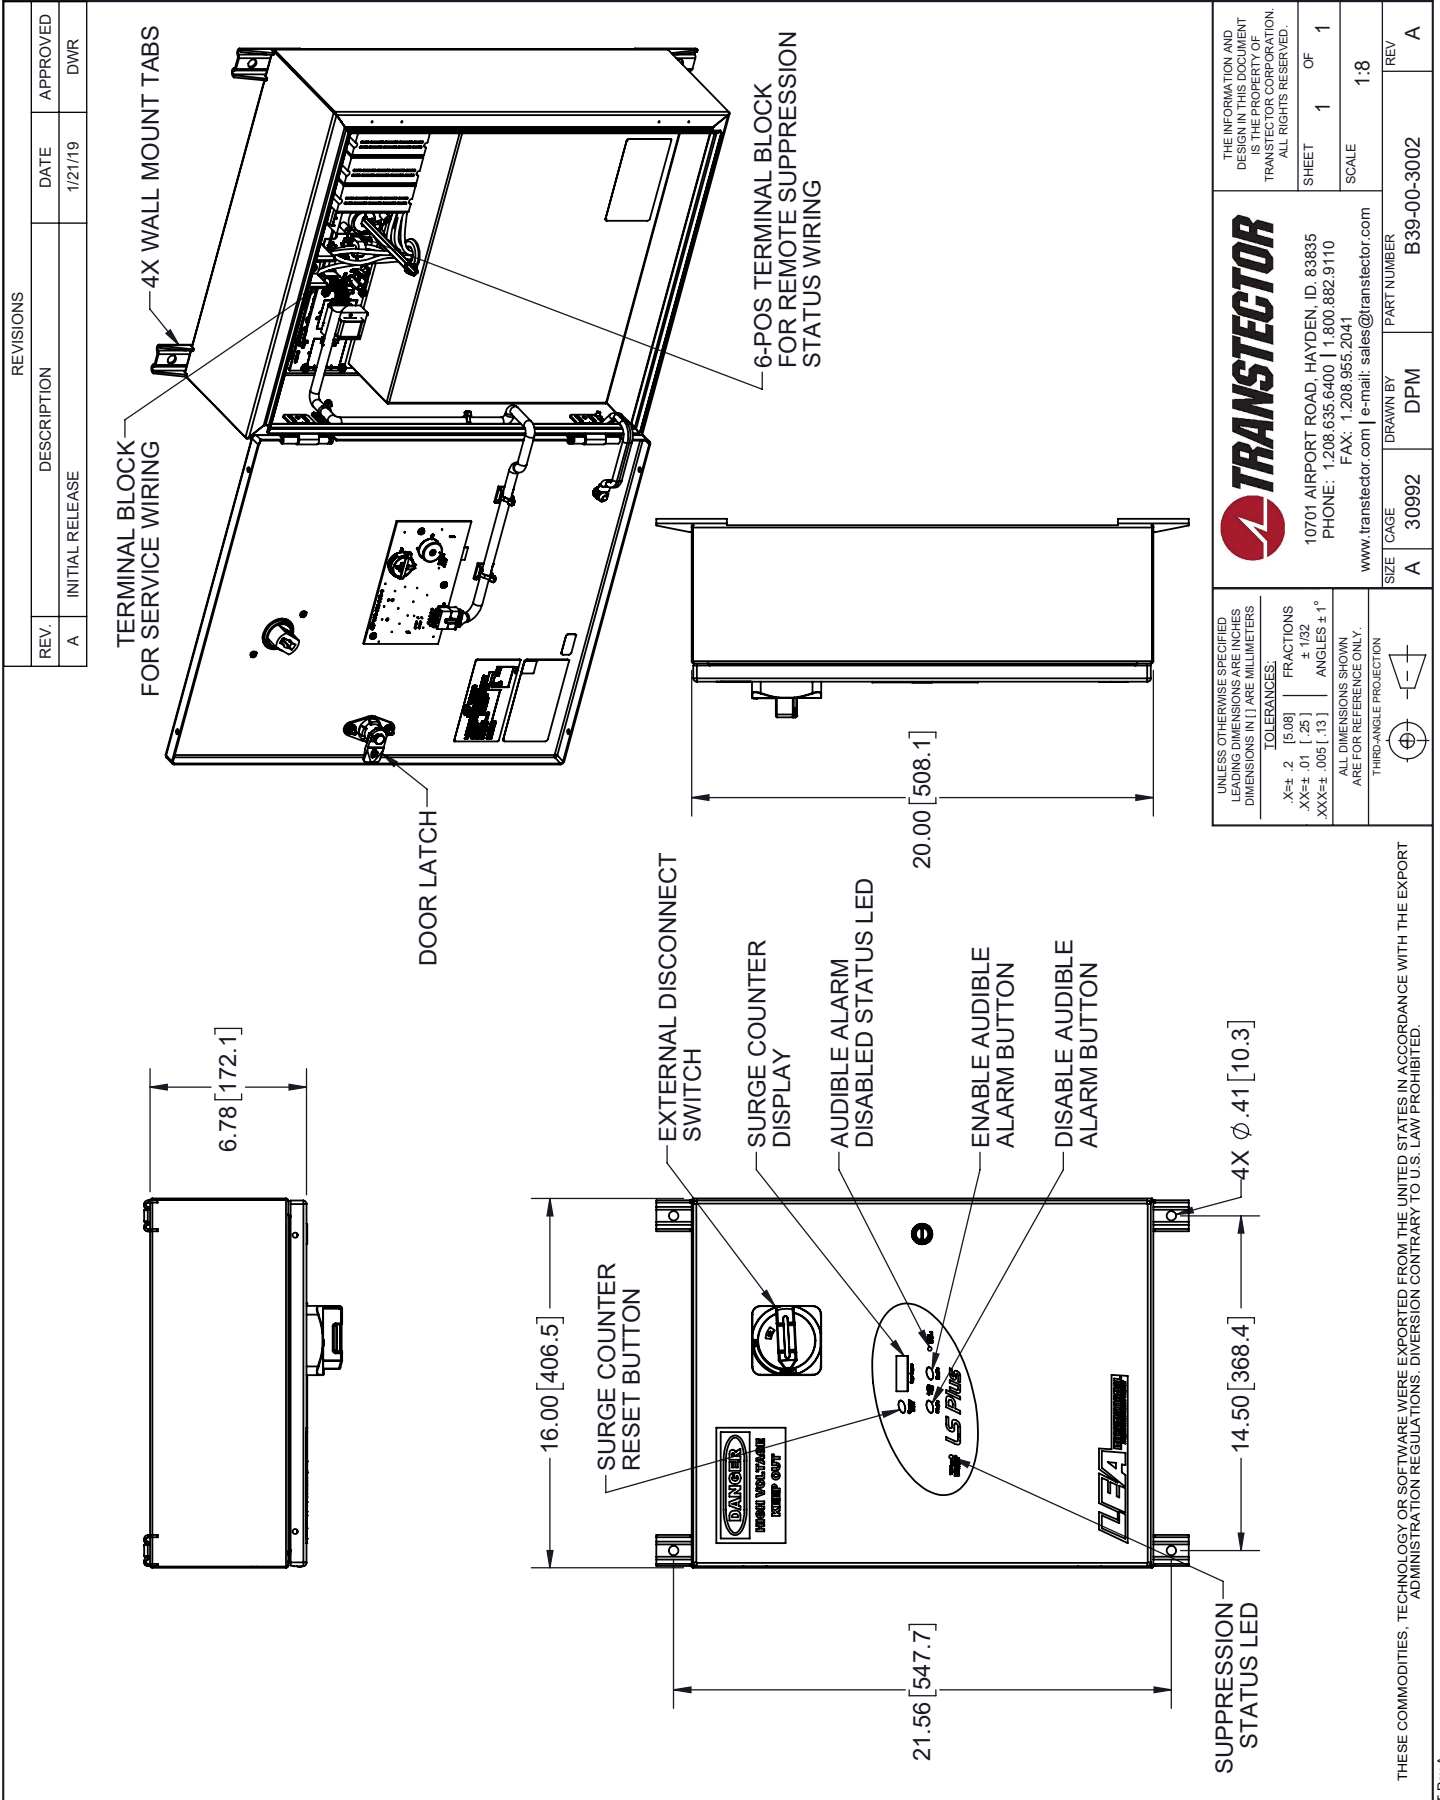 REVISIONS
REV. DESCRIPTION DATE APPROVED
A INITIAL RELEASE 1/21/19 DWR
6.78 [172.1]
TERMINAL BLOCK
FOR SERVICE WIRING
4X WALL MOUNT TABS
DOOR LATCH
6-POS TERMINAL BLOCK
FOR REMOTE SUPPRESSION
STATUS WIRING
16.00 [406.5]
SURGE COUNTER
RESET BUTTON
EXTERNAL DISCONNECT
SWITCH
SURGE COUNTER
DISPLAY
AUDIBLE ALARM
DISABLED STATUS LED
ENABLE AUDIBLE
ALARM BUTTON
DISABLE AUDIBLE
ALARM BUTTON
DANGER
HIGH VOLTAGE
KEEP OUT
LS Plus
LEA
21.56 [547.7]
20.00 [508.1]
SUPPRESSION
STATUS LED
14.50 [368.4]
4X Ø .41 [10.3]
UNLESS OTHERWISE SPECIFIED
LEADING DIMENSIONS ARE INCHES
DIMENSIONS IN [ ] ARE MILLIMETERS
TOLERANCES:
.X=± .2 [5.08]
.XX=± .01 [.25]
.XXX=± .005 [.13]
FRACTIONS
± 1/32
ANGLES ± 1°
ALL DIMENSIONS SHOWN
ARE FOR REFERENCE ONLY.
THIRD-ANGLE PROJECTION
TRANSTECTOR
10701 AIRPORT ROAD, HAYDEN, ID. 83835
PHONE: 1.208.635.6400 | 1.800.882.9110
FAX: 1.208.955.2041
www.transtector.com | e-mail: sales@transtector.com
THE INFORMATION AND
DESIGN IN THIS DOCUMENT
IS THE PROPERTY OF
TRANSTECTOR CORPORATION.
ALL RIGHTS RESERVED.
SHEET 1 OF 1
SCALE 1:8
SIZE A
CAGE 30992
DRAWN BY DPM
PART NUMBER B39-00-3002
REV A
THESE COMMODITIES, TECHNOLOGY OR SOFTWARE WERE EXPORTED FROM THE UNITED STATES IN ACCORDANCE WITH THE EXPORT
ADMINISTRATION REGULATIONS. DIVERSION CONTRARY TO U.S. LAW PROHIBITED.